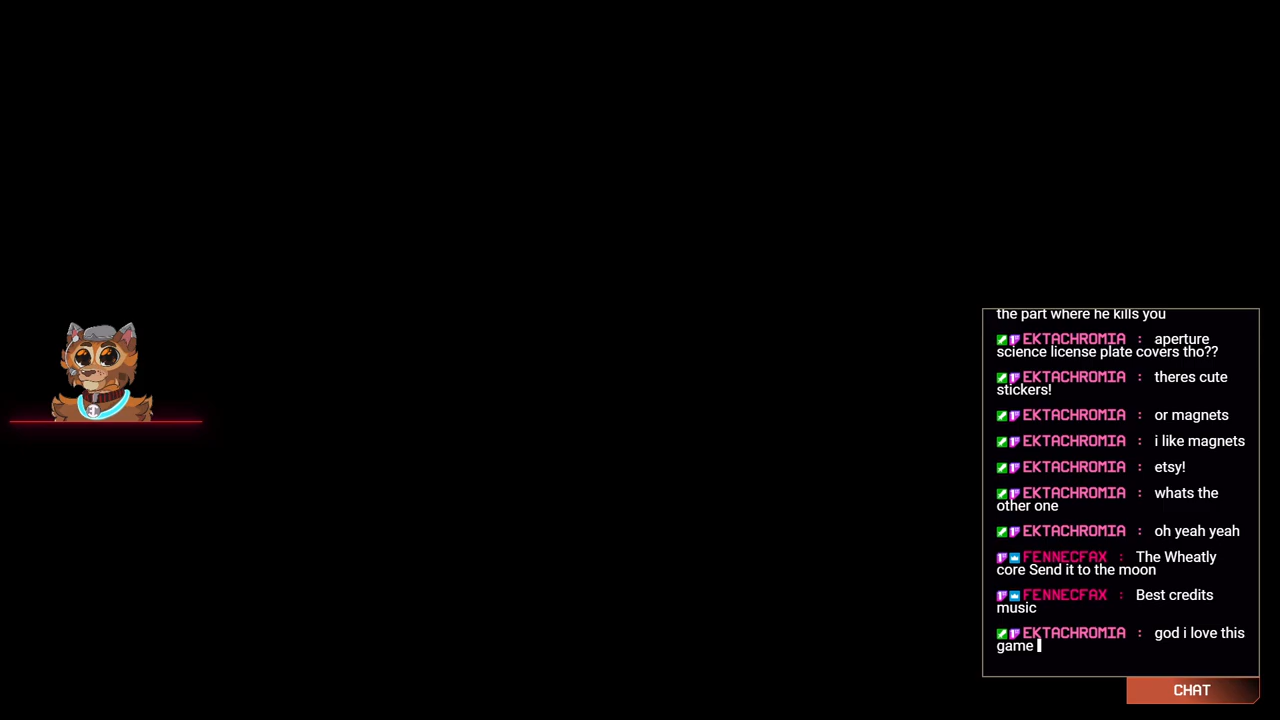 the part where he kills you
EKTACHROMIA : aperture
science license plate covers tho??
EKTACHROMIA : theres cute
stickers!
EKTACHROMIA : or magnets
EKTACHROMIA : i like magnets
EKTACHROMIA : etsy!
EKTACHROMIA : whats the
other one
EKTACHROMIA : oh yeah yeah
FENNECFAX : The Wheatly
core Send it to the moon
FENNECFAX : Best credits
music
EKTACHROMIA : god i love this
game
CHAT